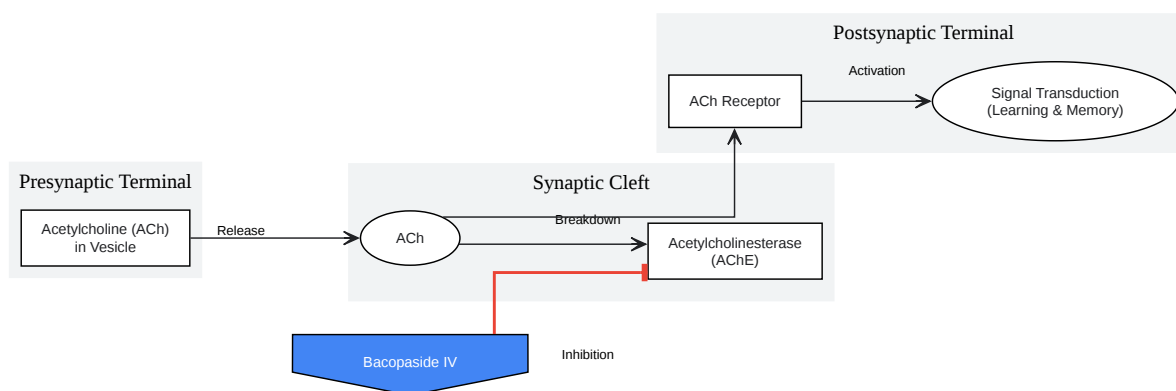 Postsynaptic Terminal
Activation
ACh Receptor
Signal Transduction
(Learning & Memory)
Presynaptic Terminal
Synaptic Cleft
Acetylcholine (ACh)
in Vesicle
Release
ACh
Breakdown
Acetylcholinesterase
(AChE)
Bacopaside IV
Inhibition